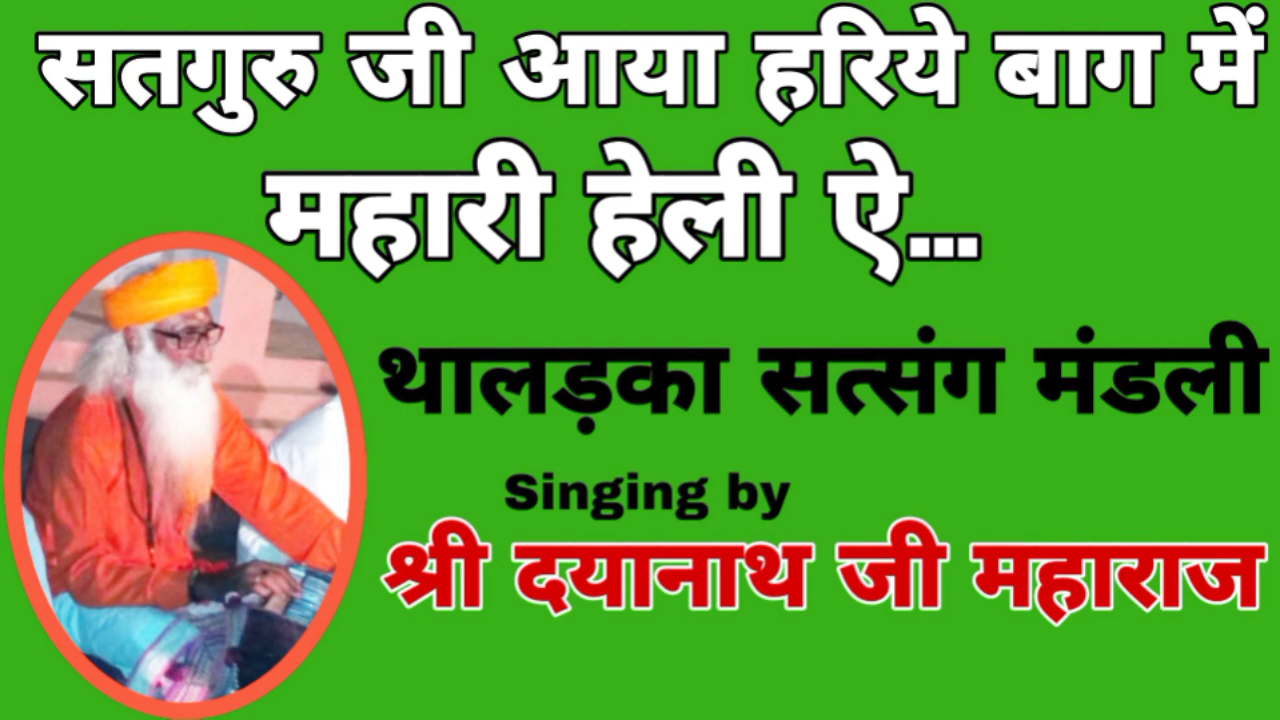 सतगुरु जी आया हरिये बाग में
महारी हेली ऐ...
थालड़का सत्संग मंडली
Singing by
श्री दयानाथ जी महाराज